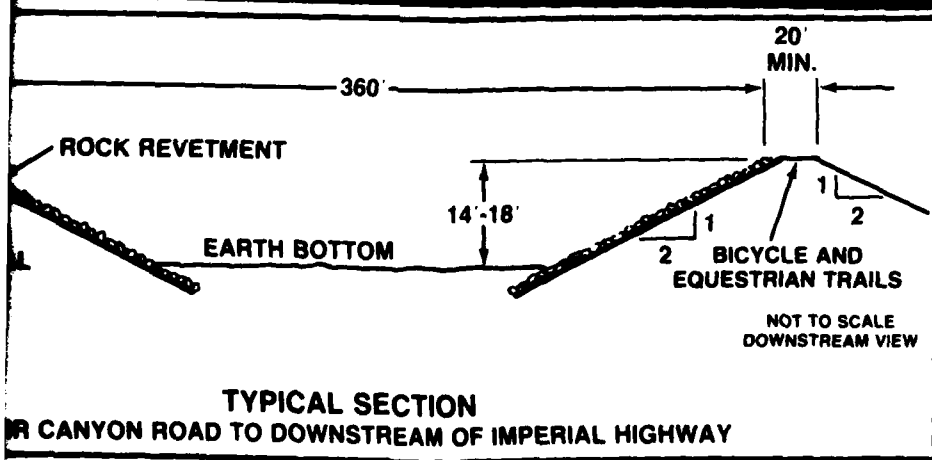 20'
MIN.
360'
ROCK REVETMENT
14'-18'
1
2
1
2
EARTH BOTTOM
BICYCLE AND
EQUESTRIAN TRAILS
NOT TO SCALE
DOWNSTREAM VIEW
TYPICAL SECTION
CANYON ROAD TO DOWNSTREAM OF IMPERIAL HIGHWAY